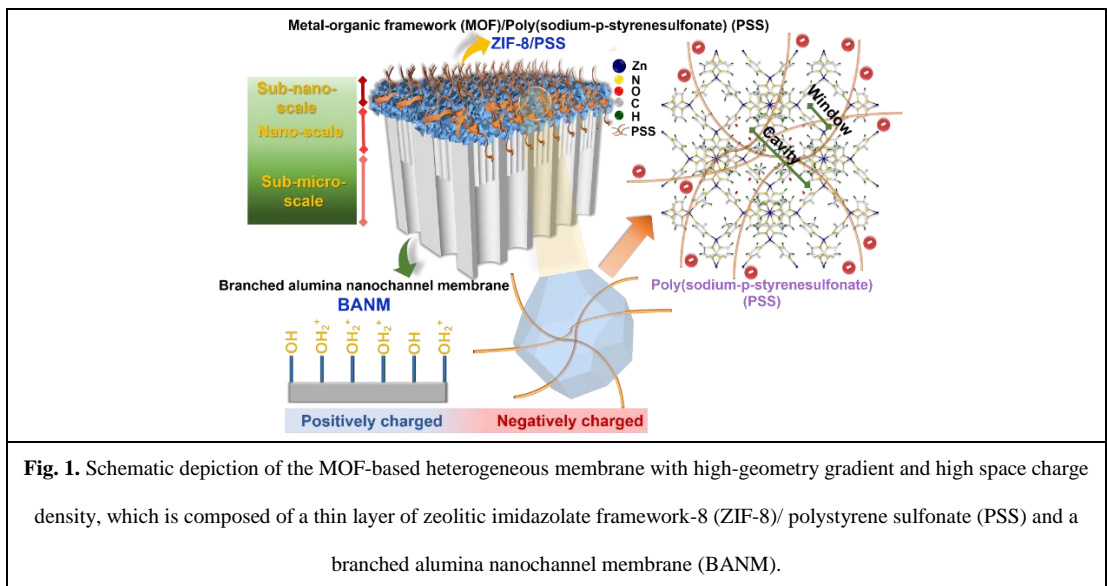 Metal-organic framework (MOF)/Poly(sodium-p-styrenesulfonate) (PSS)
ZIF-8/PSS
Zn
N
O
C
H
PSS
Sub-nano-
scale
Nano-scale
Sub-micro-
scale
Window
Cavity
Branched alumina nanochannel membrane
BANM
Poly(sodium-p-styrenesulfonate)
(PSS)
OH
OH2+
OH2+
OH2+
OH
OH2+
Positively charged
Negatively charged
Fig. 1. Schematic depiction of the MOF-based heterogeneous membrane with high-geometry gradient and high space charge
density, which is composed of a thin layer of zeolitic imidazolate framework-8 (ZIF-8)/ polystyrene sulfonate (PSS) and a
branched alumina nanochannel membrane (BANM).